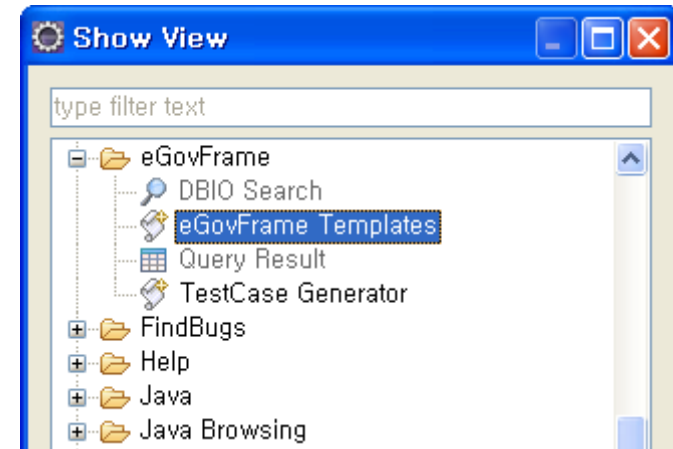 Show View
type filter text
eGovFrame
DBIO Search
eGovFrame Templates
Query Result
TestCase Generator
FindBugs
Help
Java
Java Browsing